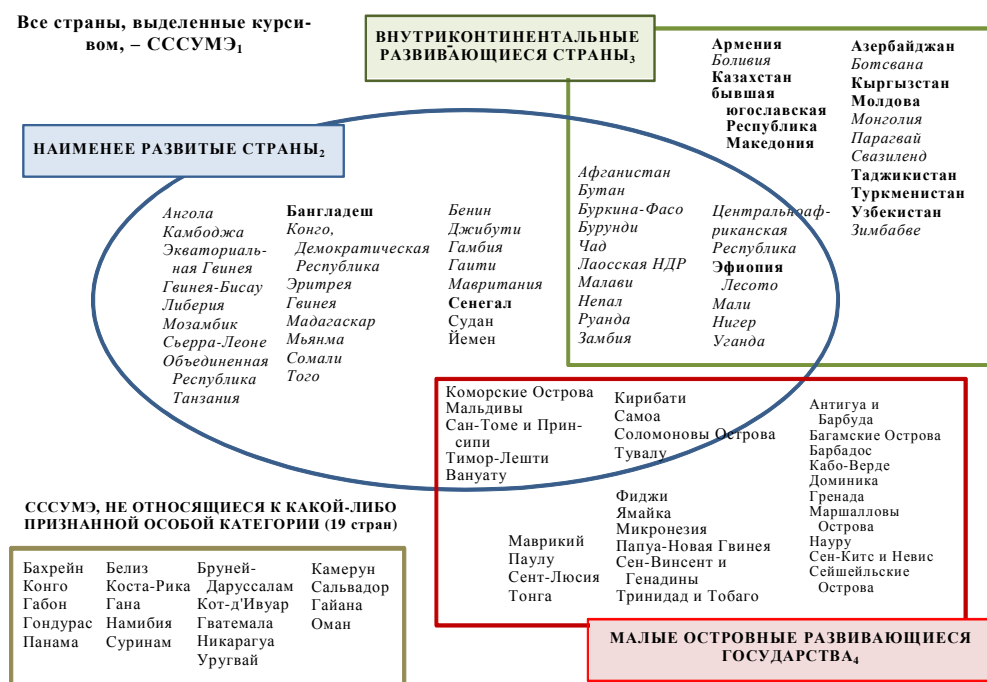 Все страны, выделенные курси-
вом, – СССУМЭ1
ВНУТРИКОНТИНЕНТАЛЬНЫЕ
РАЗВИВАЮЩИЕСЯ СТРАНЫ3
Армения
Боливия
Казахстан
бывшая
югославская
Республика
Македония
Азербайджан
Ботсвана
Кыргызстан
Молдова
Монголия
Парагвай
Свазиленд
Таджикистан
Туркменистан
Узбекистан
Зимбабве
НАИМЕНЕЕ РАЗВИТЫЕ СТРАНЫ2
Ангола
Камбоджа
Экваториаль-
ная Гвинея
Гвинея-Бисау
Либерия
Мозамбик
Сьерра-Леоне
Объединенная
Республика
Танзания
Бангладеш
Конго,
Демократическая
Республика
Эритрея
Гвинея
Мадагаскар
Мьянма
Сомали
Того
Бенин
Джибути
Гамбия
Гаити
Мавритания
Сенегал
Судан
Йемен
Афганистан
Бутан
Буркина-Фасо
Бурунди
Чад
Лаосская НДР
Малави
Непал
Руанда
Замбия
Центральноаф-
риканская
Республика
Эфиопия
Лесото
Мали
Нигер
Уганда
Коморские Острова
Мальдивы
Сан-Томе и Прин-
сипи
Тимор-Лешти
Вануату
Кирибати
Самоа
Соломоновы Острова
Тувалу
Антигуа и
Барбуда
Багамские Острова
Барбадос
Кабо-Верде
Доминика
Гренада
Маршалловы
Острова
Науру
Сен-Китс и Невис
Сейшейльские
Острова
Маврикий
Паулу
Сент-Люсия
Тонга
Фиджи
Ямайка
Микронезия
Папуа-Новая Гвинея
Сен-Винсент и
Генадины
Тринидад и Тобаго
МАЛЫЕ ОСТРОВНЫЕ РАЗВИВАЮЩИЕСЯ
ГОСУДАРСТВА4
СССУМЭ, НЕ ОТНОСЯЩИЕСЯ К КАКОЙ-ЛИБО
ПРИЗНАННОЙ ОСОБОЙ КАТЕГОРИИ (19 стран)
Бахрейн
Конго
Габон
Гондурас
Панама
Белиз
Коста-Рика
Гана
Намибия
Суринам
Бруней-
Даруссалам
Кот-д'Ивуар
Гватемала
Никарагуа
Уругвай
Камерун
Сальвадор
Гайана
Оман